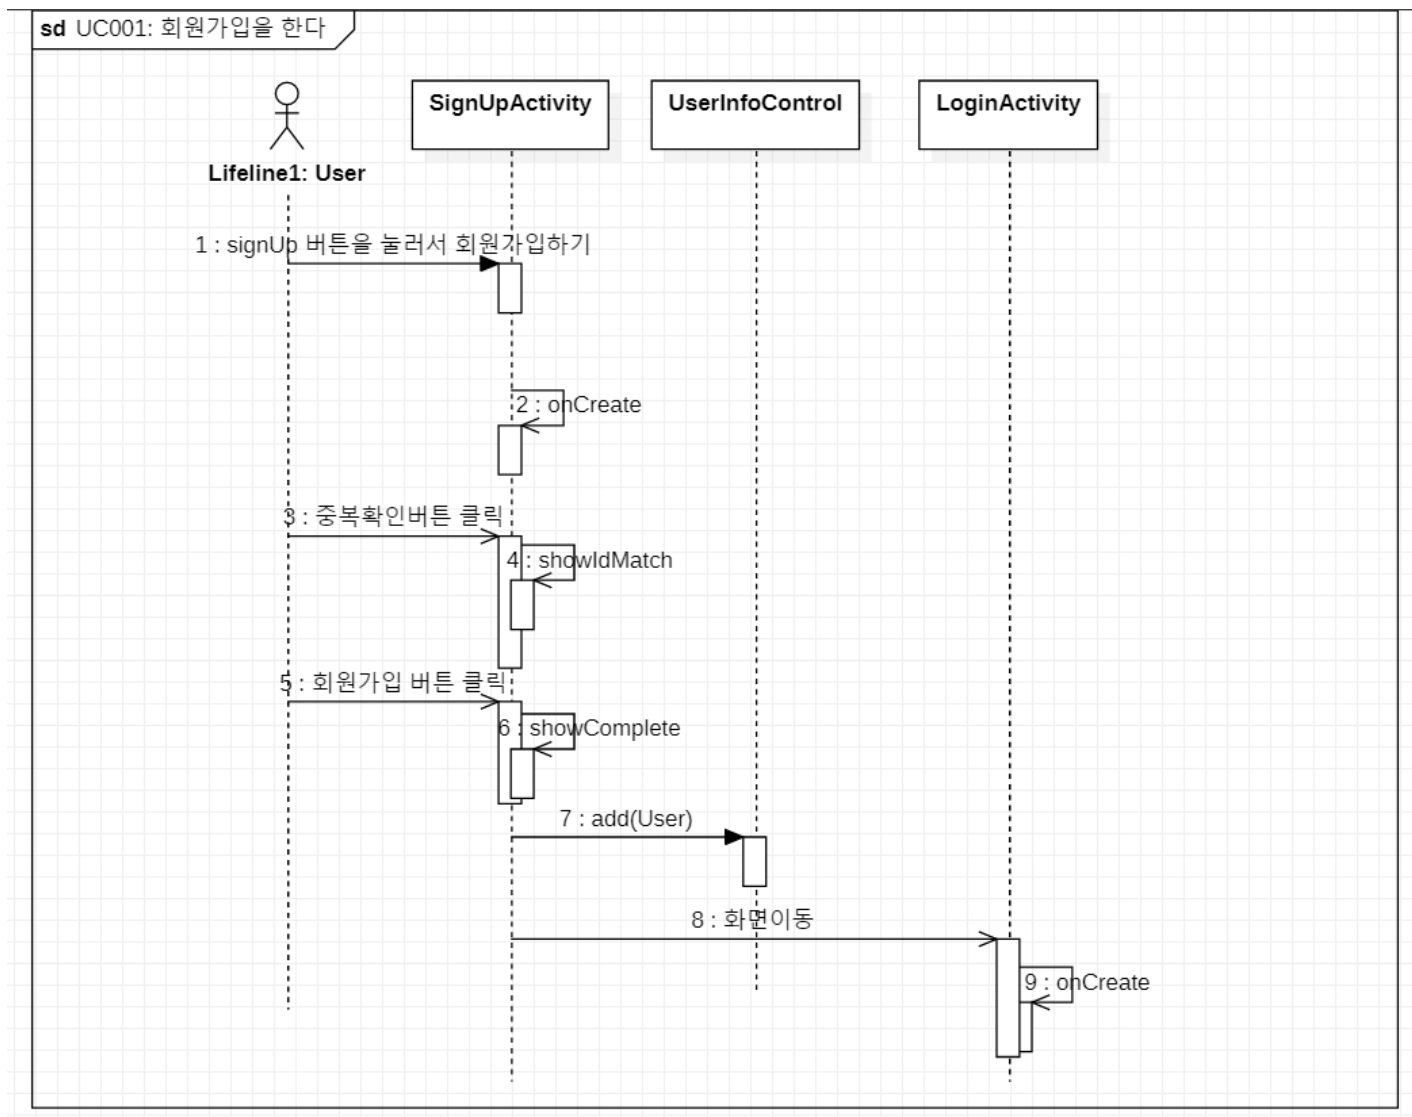 sd UC001: 회원가입을 한다
SignUpActivity
UserInfoControl
LoginActivity
Lifeline1: User
1 : signUp 버튼을 눌러서 회원가입하기
2 : onCreate
3 : 중복확인버튼 클릭
4 : showIdMatch
5 : 회원가입 버튼 클릭
6 : showComplete
7 : add(User)
8 : 화면이동
9 : onCreate